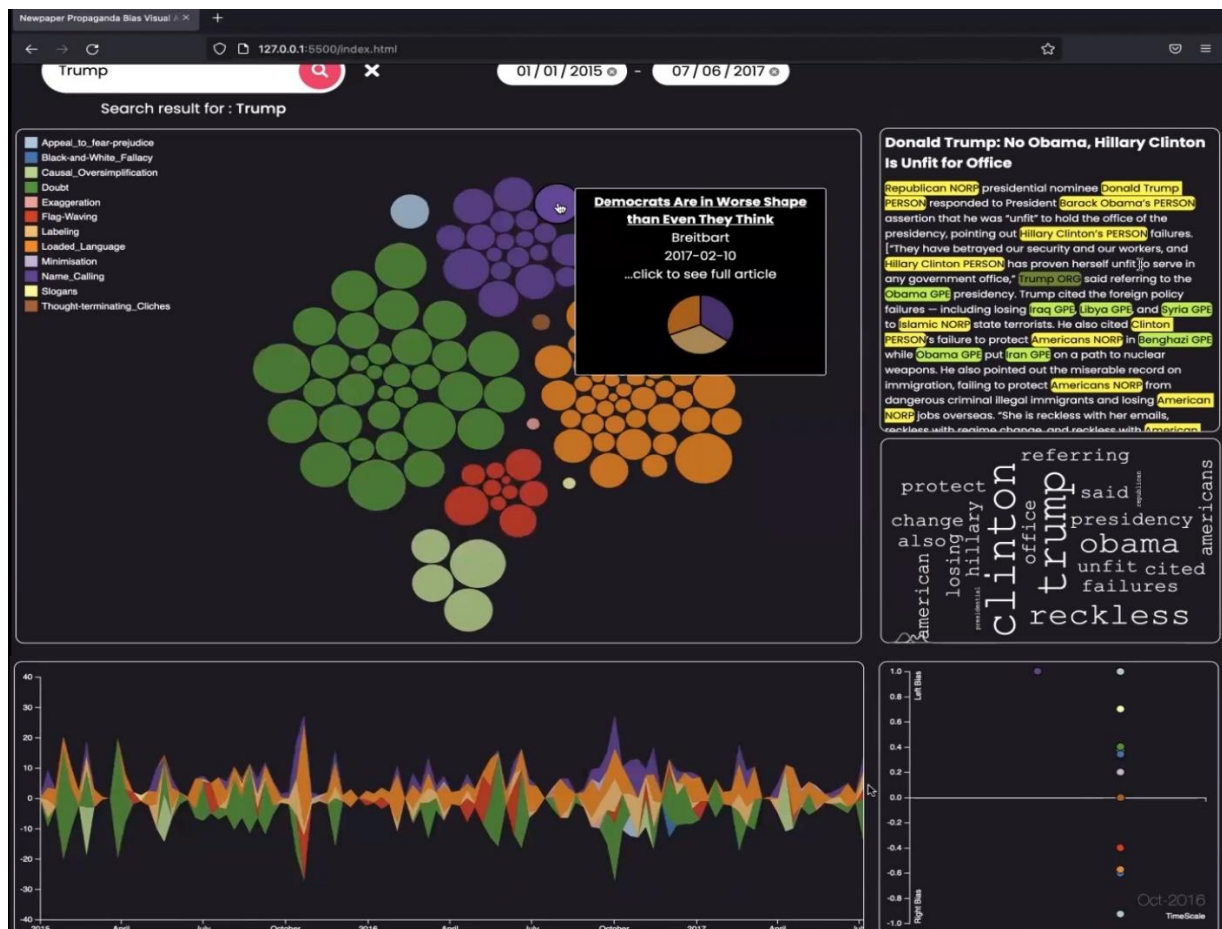 Newpaper Propaganda Bias Visual A
127.0.0.1:5500/index.html
Trump
01/01/2015 - 07/06/2017
Search result for : Trump
Appeal_to_fear-prejudice
Black-and-White_Fallacy
Causal_Oversimplification
Doubt
Exaggeration
Flag-Waving
Labeling
Loaded_Language
Minimisation
Name_Calling
Slogans
Thought-terminating_Cliches
Democrats Are in Worse Shape
than Even They Think
Breitbart
2017-02-10
...click to see full article
Donald Trump: No Obama, Hillary Clinton
Is Unfit for Office
Republican NORP presidential nominee Donald Trump
PERSON responded to President Barack Obama's PERSON
assertion that he was “unfit” to hold the office of the
presidency, pointing out Hillary Clinton's PERSON failures.
[“They have betrayed our security and our workers, and
Hillary Clinton PERSON has proven herself unfit to serve in
any government office,” Trump ORG said referring to the
Obama GPE presidency. Trump cited the foreign policy
failures — including losing Iraq GPE, Libya GPE and Syria GPE
to Islamic NORP state terrorists. He also cited Clinton
PERSON's failure to protect Americans NORP in Benghazi GPE
while Obama GPE put Iran GPE on a path to nuclear
weapons. He also pointed out the miserable record on
immigration, failing to protect Americans NORP from
dangerous criminal illegal immigrants and losing American
NORP jobs overseas. “She is reckless with her emails,
reckless with regime change, and reckless with American
referring
protect
clinton
trump
said
republican
americans
change
hillary
office
presidency
also
losing
obama
american
unfit cited
failures
presidential
reckless
40
30
20
10
0
-10
-20
-30
-40
2015 April July October 2016 April July October 2017 April
1.0
0.8
0.6
0.4
0.2
0.0
-0.2
-0.4
-0.6
-0.8
-1.0
Left Bias
Right Bias
Oct-2016
TimeScale